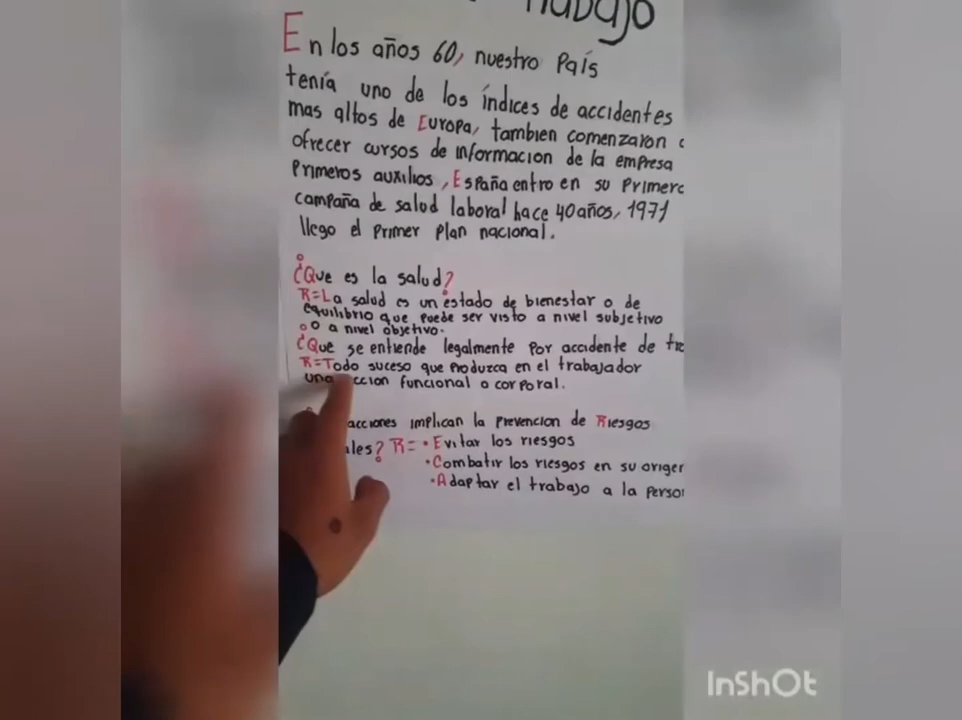 Trabajo
En los años 60, nuestro País
tenía uno de los índices de accidentes
mas altos de Europa, tambien comenzaron
ofrecer cursos de informacion de la empresa
Primeros auxilios, España entro en su Primera
campaña de salud laboral hace 40 años, 1971
llego el Primer Plan nacional.
¿Que es la salud?
R=La salud es un estado de bienestar o de
equilibrio que puede ser visto a nivel subjetivo
o a nivel objetivo.
¿Que se entiende legalmente Por accidente de
R=Todo suceso que Produzca en el trabajador
una funcional o corporal.
acciones implican la Prevencion de Riesgos
? R= • Evitar los riesgos
• Combatir los riesgos en su origen
• Adaptar el trabajo a la
InShOt